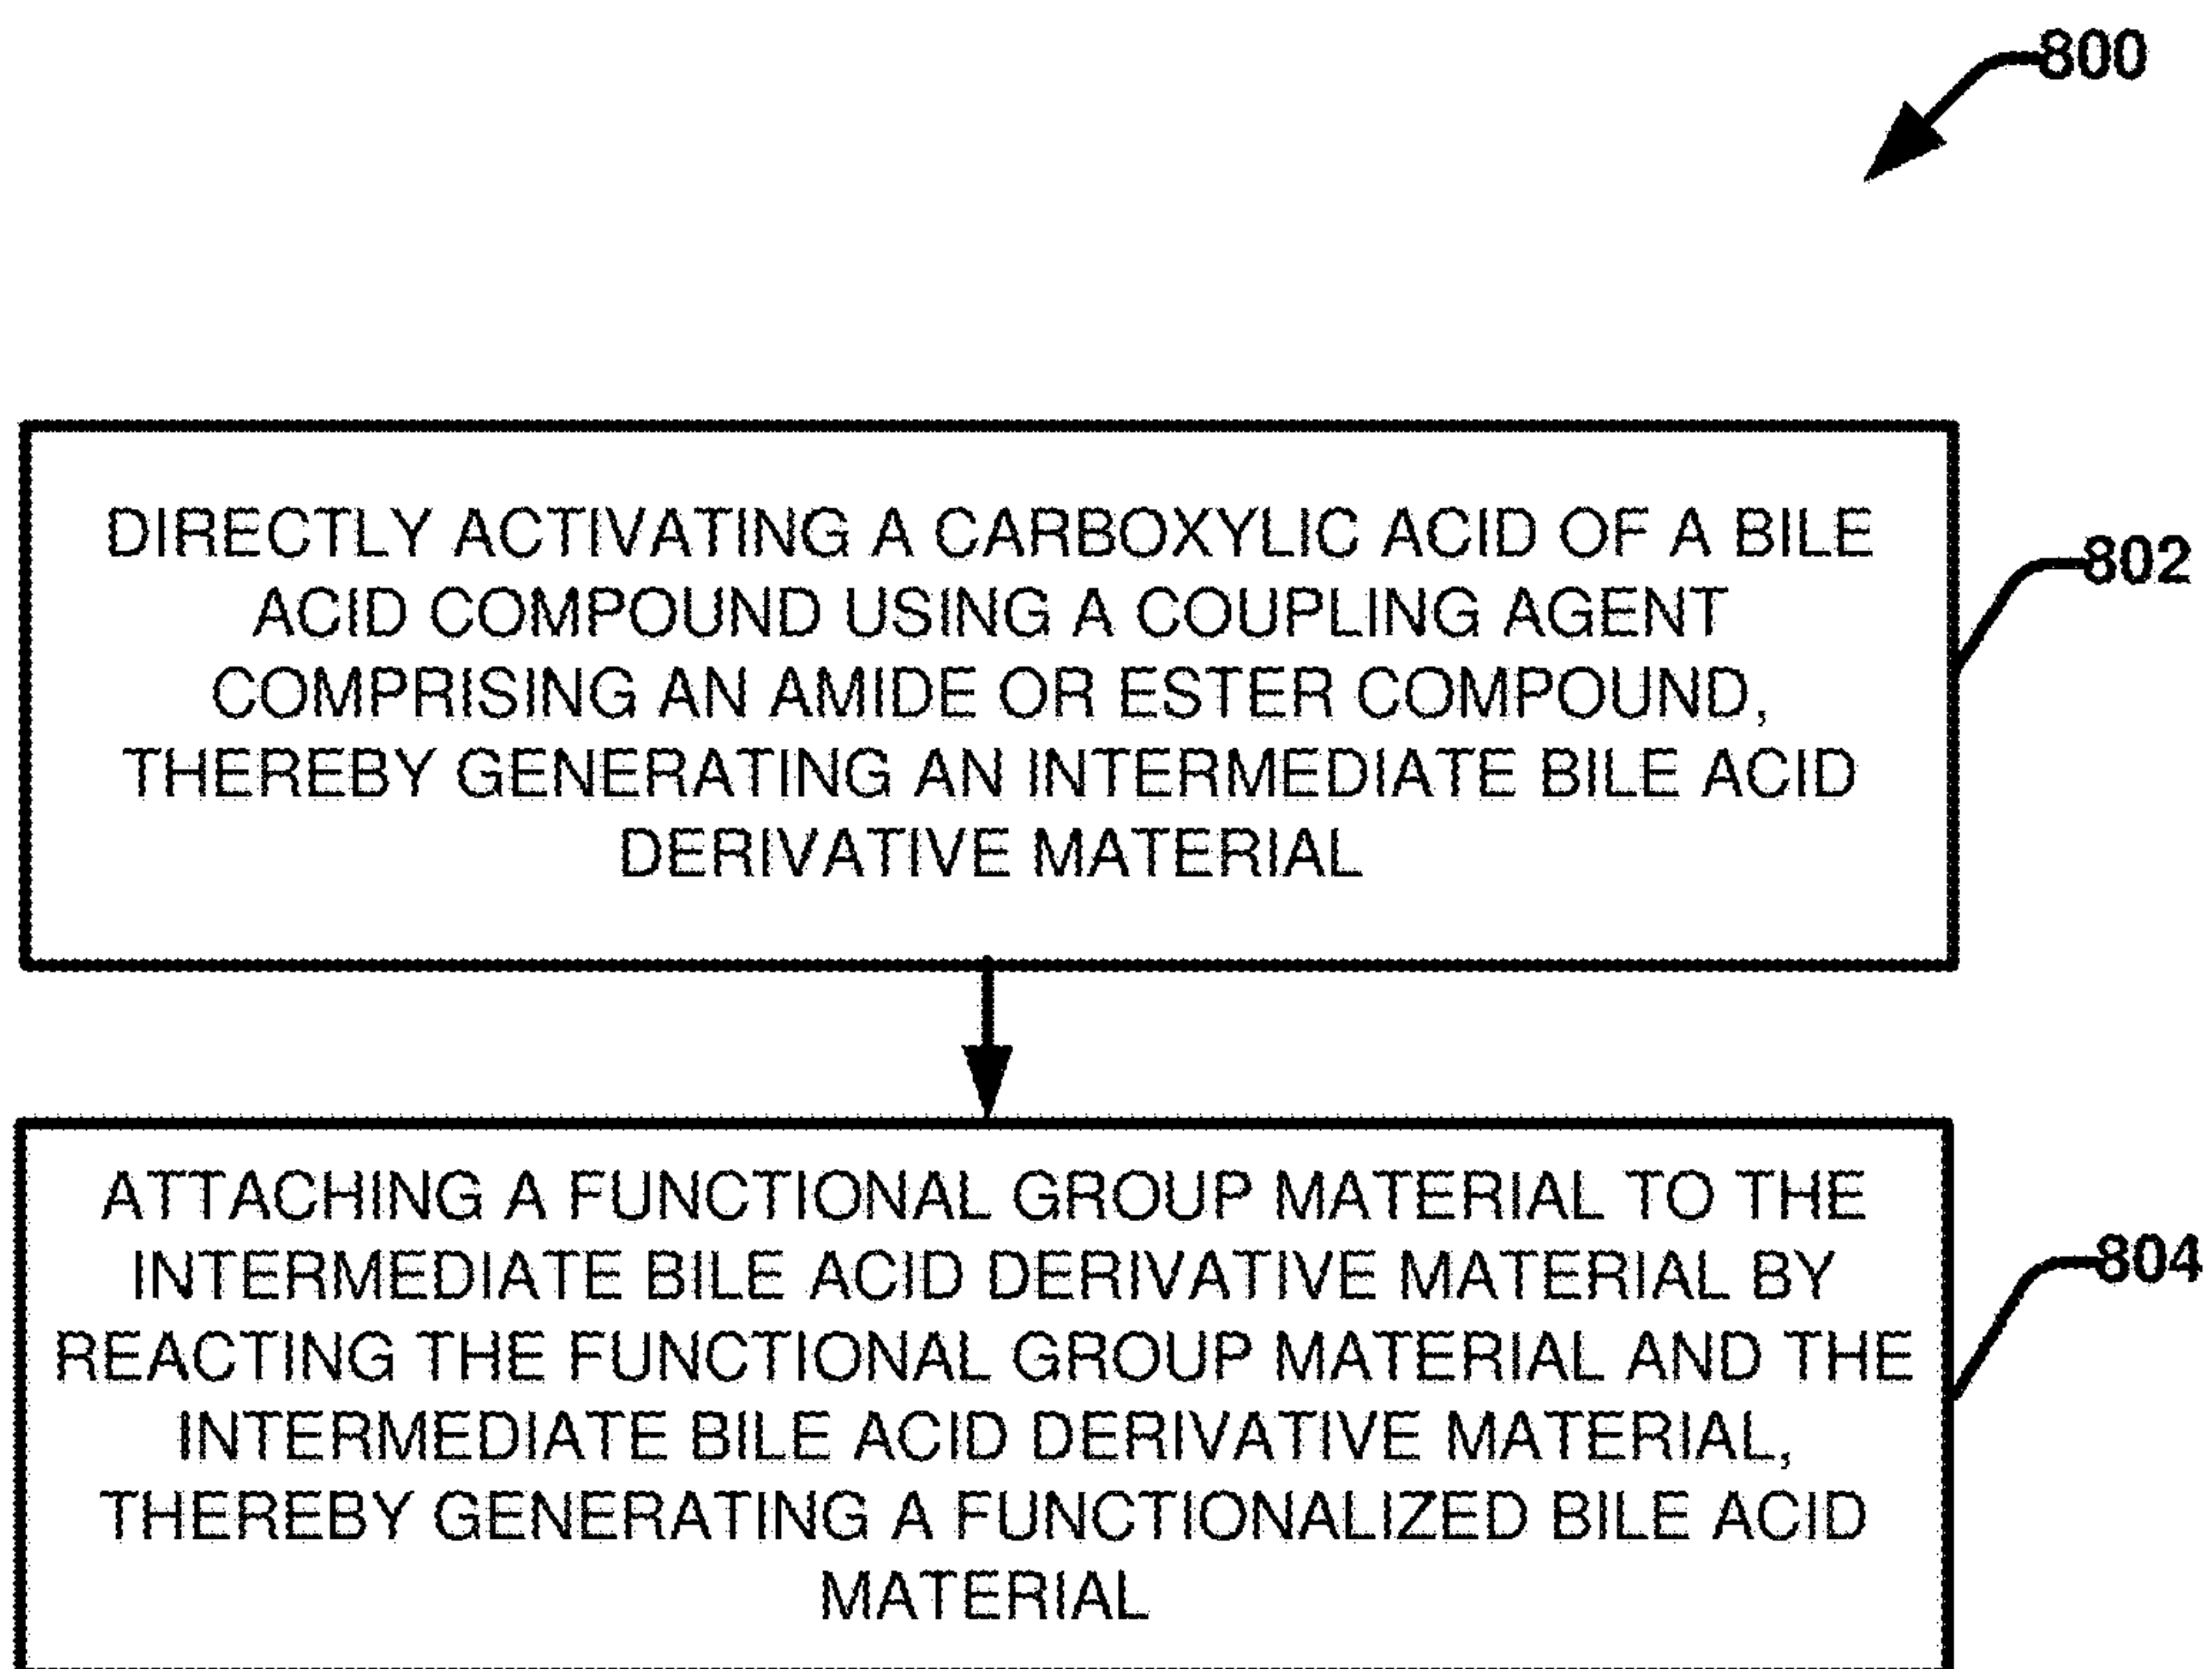 800
DIRECTLY ACTIVATING A CARBOXYLIC ACID OF A BILE
ACID COMPOUND USING A COUPLING AGENT
COMPRISING AN AMIDE OR ESTER COMPOUND,
THEREBY GENERATING AN INTERMEDIATE BILE ACID
DERIVATIVE MATERIAL
802
ATTACHING A FUNCTIONAL GROUP MATERIAL TO THE
INTERMEDIATE BILE ACID DERIVATIVE MATERIAL BY
REACTING THE FUNCTIONAL GROUP MATERIAL AND THE
INTERMEDIATE BILE ACID DERIVATIVE MATERIAL,
THEREBY GENERATING A FUNCTIONALIZED BILE ACID
MATERIAL
804